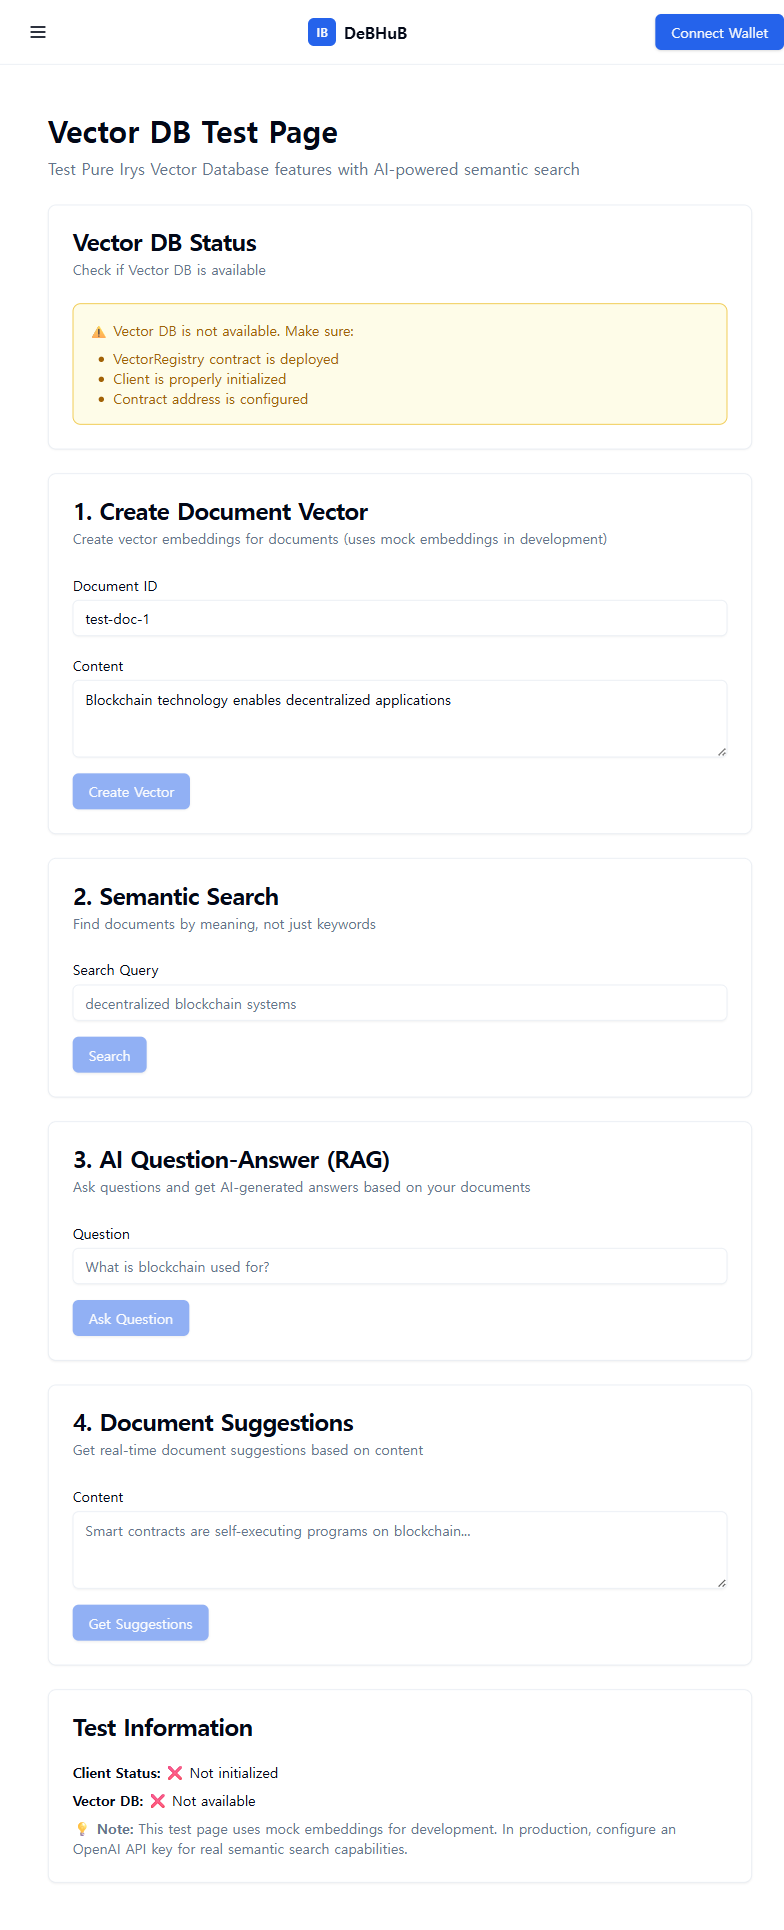 IB DeBHuB
Connect Wallet
Vector DB Test Page
Test Pure Irys Vector Database features with AI-powered semantic search
Vector DB Status
Check if Vector DB is available
⚠️ Vector DB is not available. Make sure:
• VectorRegistry contract is deployed
• Client is properly initialized
• Contract address is configured
1. Create Document Vector
Create vector embeddings for documents (uses mock embeddings in development)
Document ID
test-doc-1
Content
Blockchain technology enables decentralized applications
Create Vector
2. Semantic Search
Find documents by meaning, not just keywords
Search Query
decentralized blockchain systems
Search
3. AI Question-Answer (RAG)
Ask questions and get AI-generated answers based on your documents
Question
What is blockchain used for?
Ask Question
4. Document Suggestions
Get real-time document suggestions based on content
Content
Smart contracts are self-executing programs on blockchain...
Get Suggestions
Test Information
Client Status: ❌ Not initialized
Vector DB: ❌ Not available
💡 Note: This test page uses mock embeddings for development. In production, configure an
OpenAI API key for real semantic search capabilities.